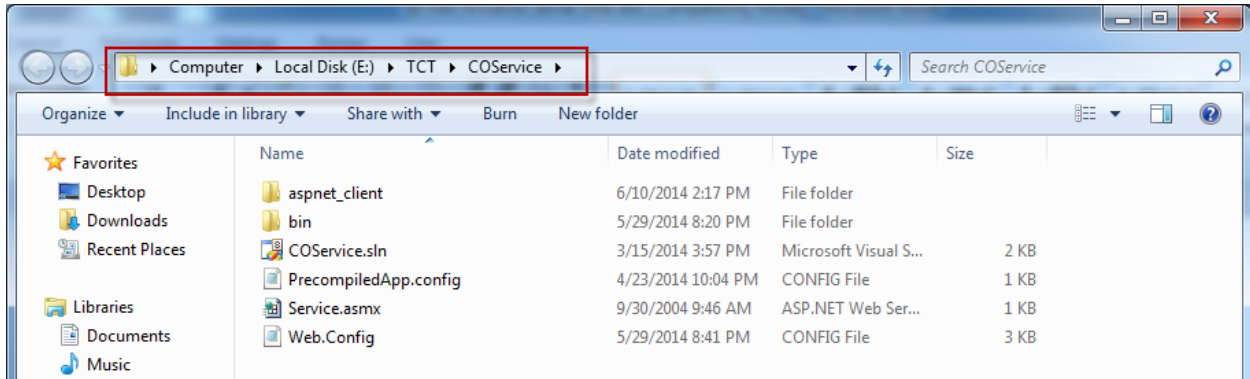 Computer Local Disk (E:) TCT COService Search COService
Organize Include in library Share with Burn New folder
Favorites
Desktop
Downloads
Recent Places
Libraries
Documents
Music
Name Date modified Type Size
aspnet_client 6/10/2014 2:17 PM File folder
bin 5/29/2014 8:20 PM File folder
COService.sln 3/15/2014 3:57 PM Microsoft Visual S... 2 KB
PrecompiledApp.config 4/23/2014 10:04 PM CONFIG File 1 KB
Service.asmx 9/30/2004 9:46 AM ASP.NET Web Ser... 1 KB
Web.Config 5/29/2014 8:41 PM CONFIG File 3 KB